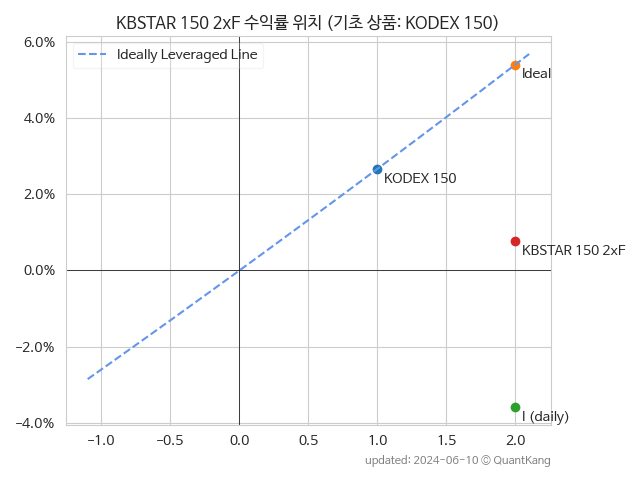 KBSTAR 150 2xF 수익률 위치 (기초 상품: KODEX 150)
6.0%
Ideally Leveraged Line
Ideal
4.0%
KODEX 150
2.0%
KBSTAR 150 2xF
0.0%
−2.0%
I (daily)
−4.0%
−1.0 −0.5 0.0 0.5 1.0 1.5 2.0
updated: 2024-06-10 © QuantKang